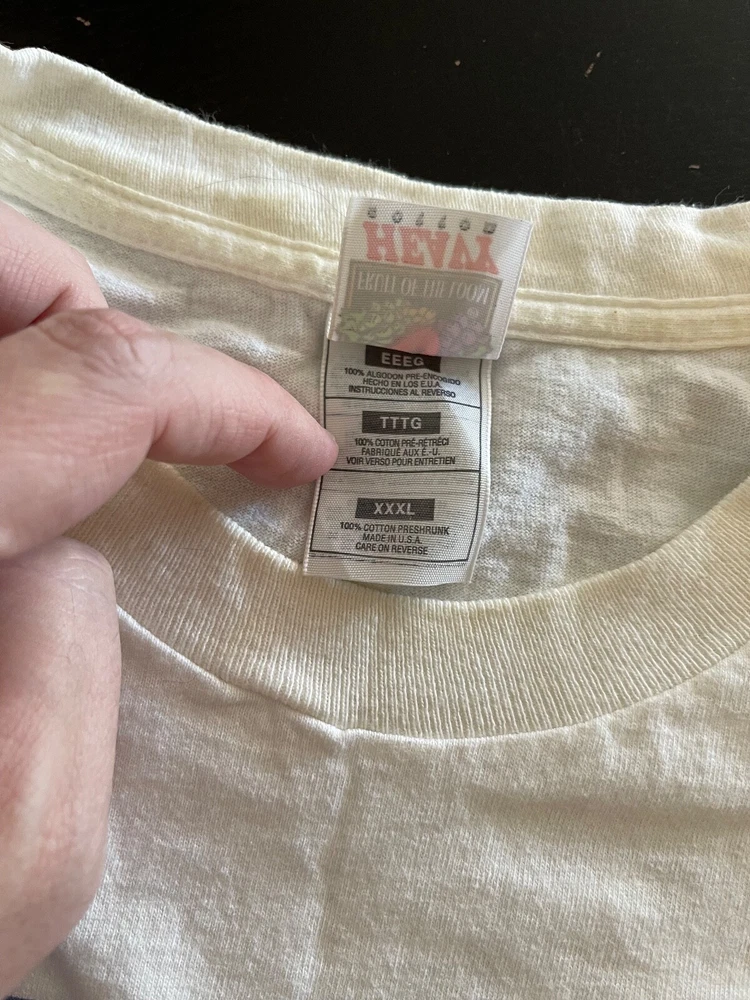 COTTON
HEAVY
FRUIT OF THE LOOM
EEEG
100% ALGODON PRE-ENCOGIDO
HECHO EN LOS E.U.A.
INSTRUCCIONES AL REVERSO
TTTG
100% COTON PRÉ-RÉTRÉCI
FABRIQUÉ AUX É.-U.
VOIR VERSO POUR ENTRETIEN
XXXL
100% COTTON PRESHRUNK
MADE IN U.S.A.
CARE ON REVERSE